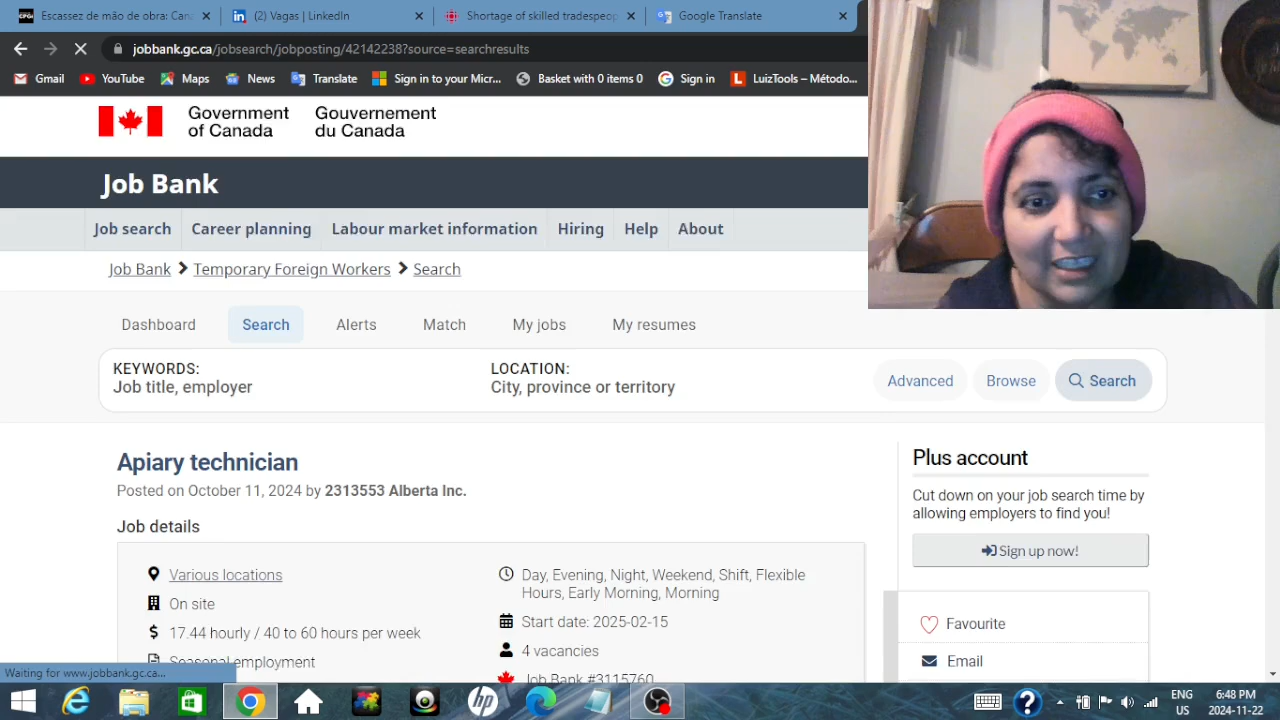 Escassez de mão de obra: Cana
(2) Vagas | LinkedIn
Shortage of skilled tradespeop
Google Translate
jobbank.gc.ca/jobsearch/jobposting/42142238?source=searchresults
Gmail
YouTube
Maps
News
Translate
Sign in to your Micr...
Basket with 0 items 0
Sign in
LuizTools – Método...
Government of Canada
Gouvernement du Canada
Job Bank
Job search
Career planning
Labour market information
Hiring
Help
About
Job Bank
Temporary Foreign Workers
Search
Dashboard
Search
Alerts
Match
My jobs
My resumes
KEYWORDS:
Job title, employer
LOCATION:
City, province or territory
Advanced
Browse
Search
Apiary technician
Posted on October 11, 2024 by 2313553 Alberta Inc.
Job details
Various locations
On site
17.44 hourly / 40 to 60 hours per week
Seasonal employment
Day, Evening, Night, Weekend, Shift, Flexible
Hours, Early Morning, Morning
Start date: 2025-02-15
4 vacancies
Job Bank #3115760
Plus account
Cut down on your job search time by
allowing employers to find you!
Sign up now!
Favourite
Email
Waiting for www.jobbank.gc.ca...
ENG
US
6:48 PM
2024-11-22